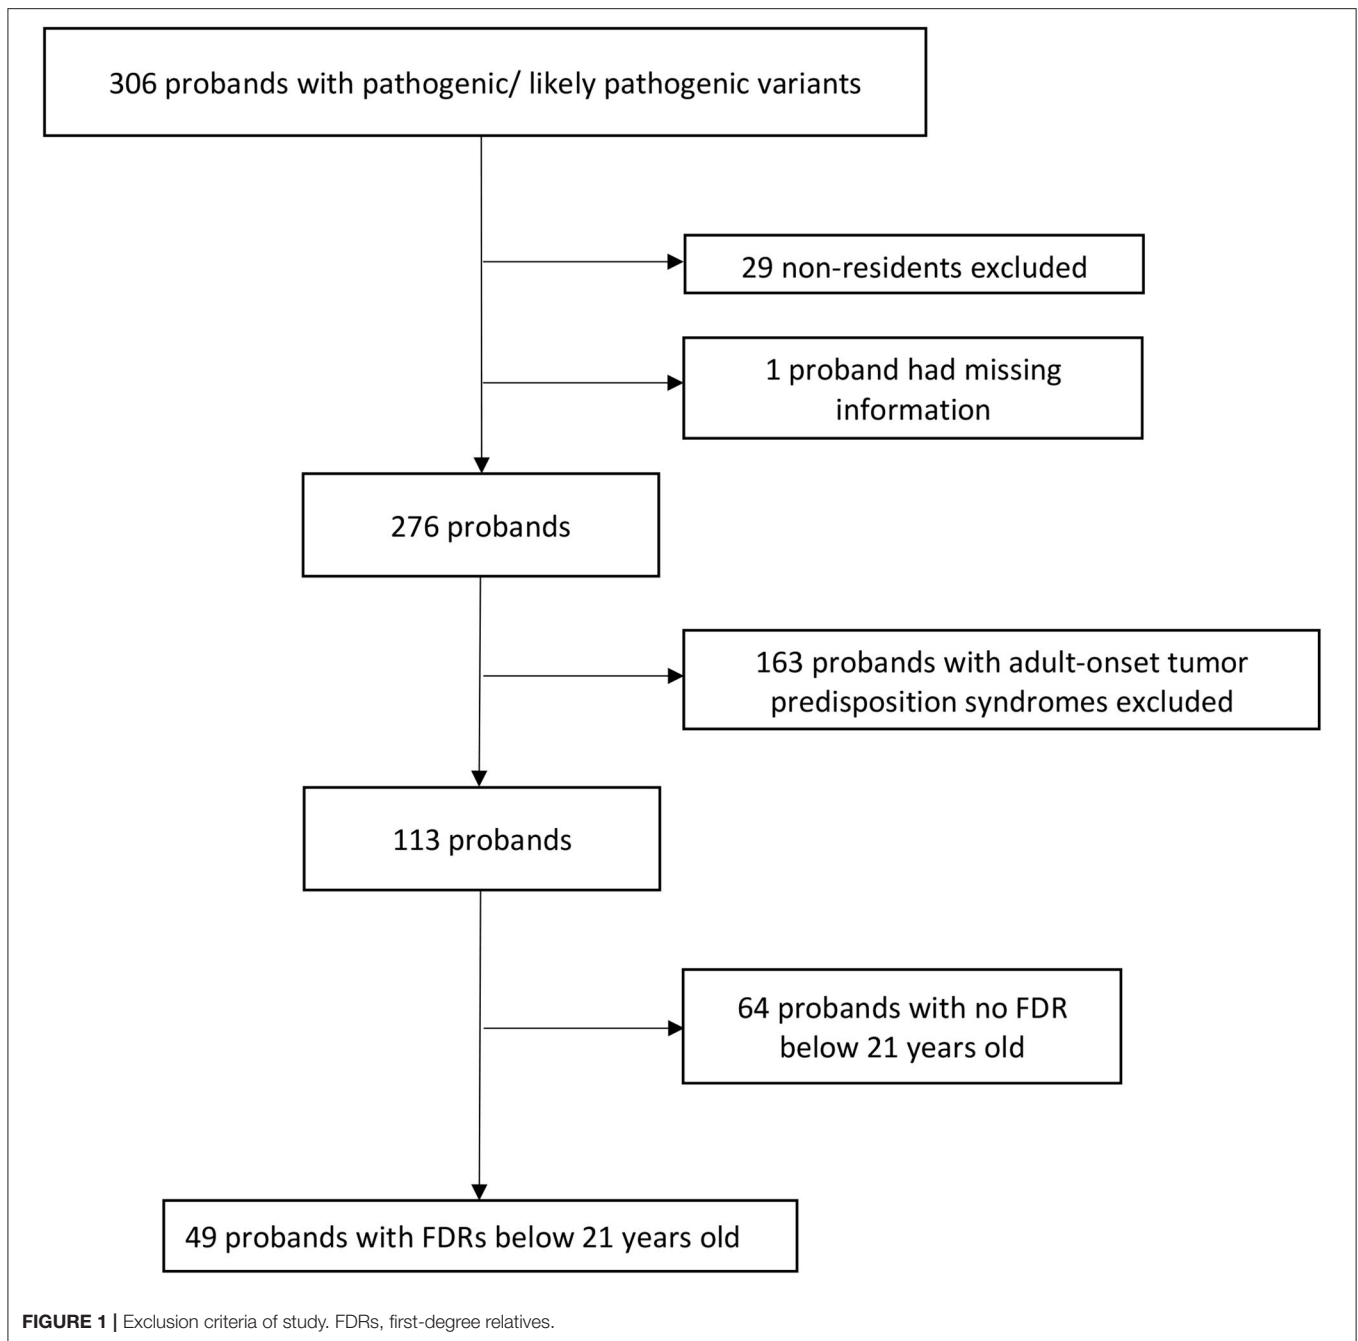 306 probands with pathogenic/ likely pathogenic variants
29 non-residents excluded
1 proband had missing
information
276 probands
163 probands with adult-onset tumor
predisposition syndromes excluded
113 probands
64 probands with no FDR
below 21 years old
49 probands with FDRs below 21 years old
FIGURE 1 | Exclusion criteria of study. FDRs, first-degree relatives.